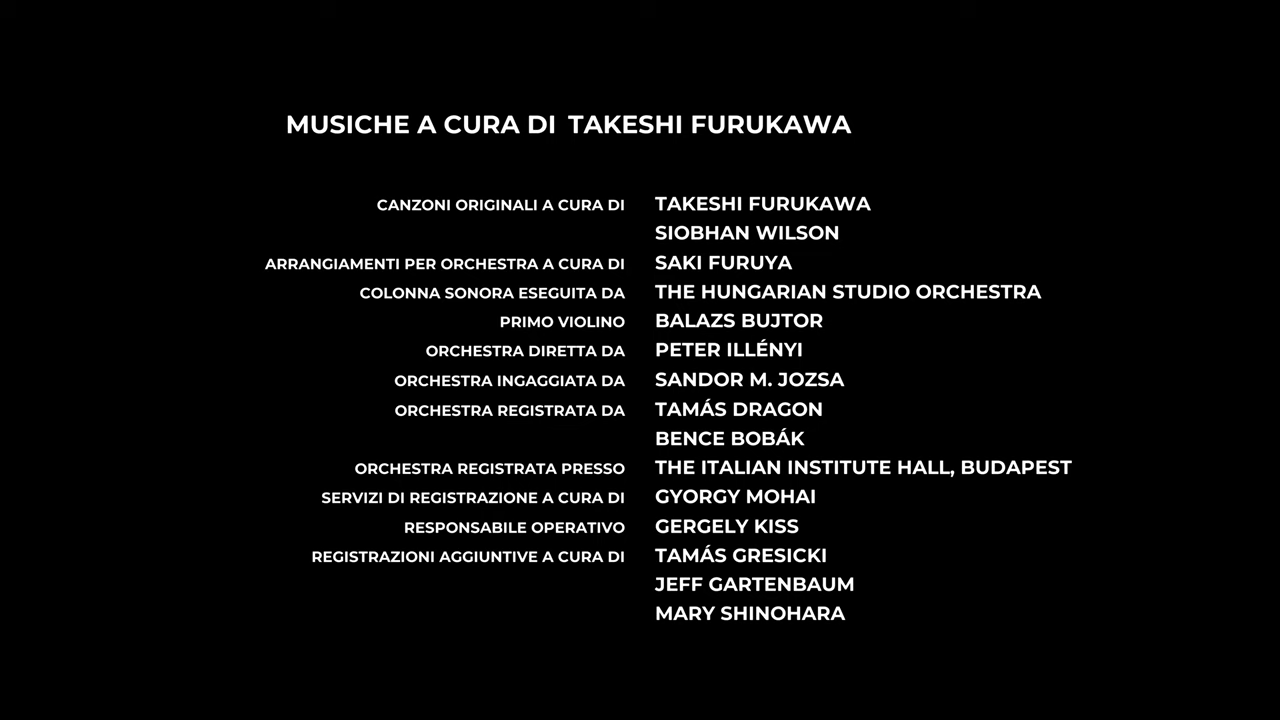 MUSICHE A CURA DI TAKESHI FURUKAWA
CANZONI ORIGINALI A CURA DI TAKESHI FURUKAWA
SIOBHAN WILSON
ARRANGIAMENTI PER ORCHESTRA A CURA DI SAKI FURUYA
COLONNA SONORA ESEGUITA DA THE HUNGARIAN STUDIO ORCHESTRA
PRIMO VIOLINO BALAZS BUJTOR
ORCHESTRA DIRETTA DA PETER ILLÉNYI
ORCHESTRA INGAGGIATA DA SANDOR M. JOZSA
ORCHESTRA REGISTRATA DA TAMÁS DRAGON
BENCE BOBÁK
ORCHESTRA REGISTRATA PRESSO THE ITALIAN INSTITUTE HALL, BUDAPEST
SERVIZI DI REGISTRAZIONE A CURA DI GYORGY MOHAI
RESPONSABILE OPERATIVO GERGELY KISS
REGISTRAZIONI AGGIUNTIVE A CURA DI TAMÁS GRESICKI
JEFF GARTENBAUM
MARY SHINOHARA